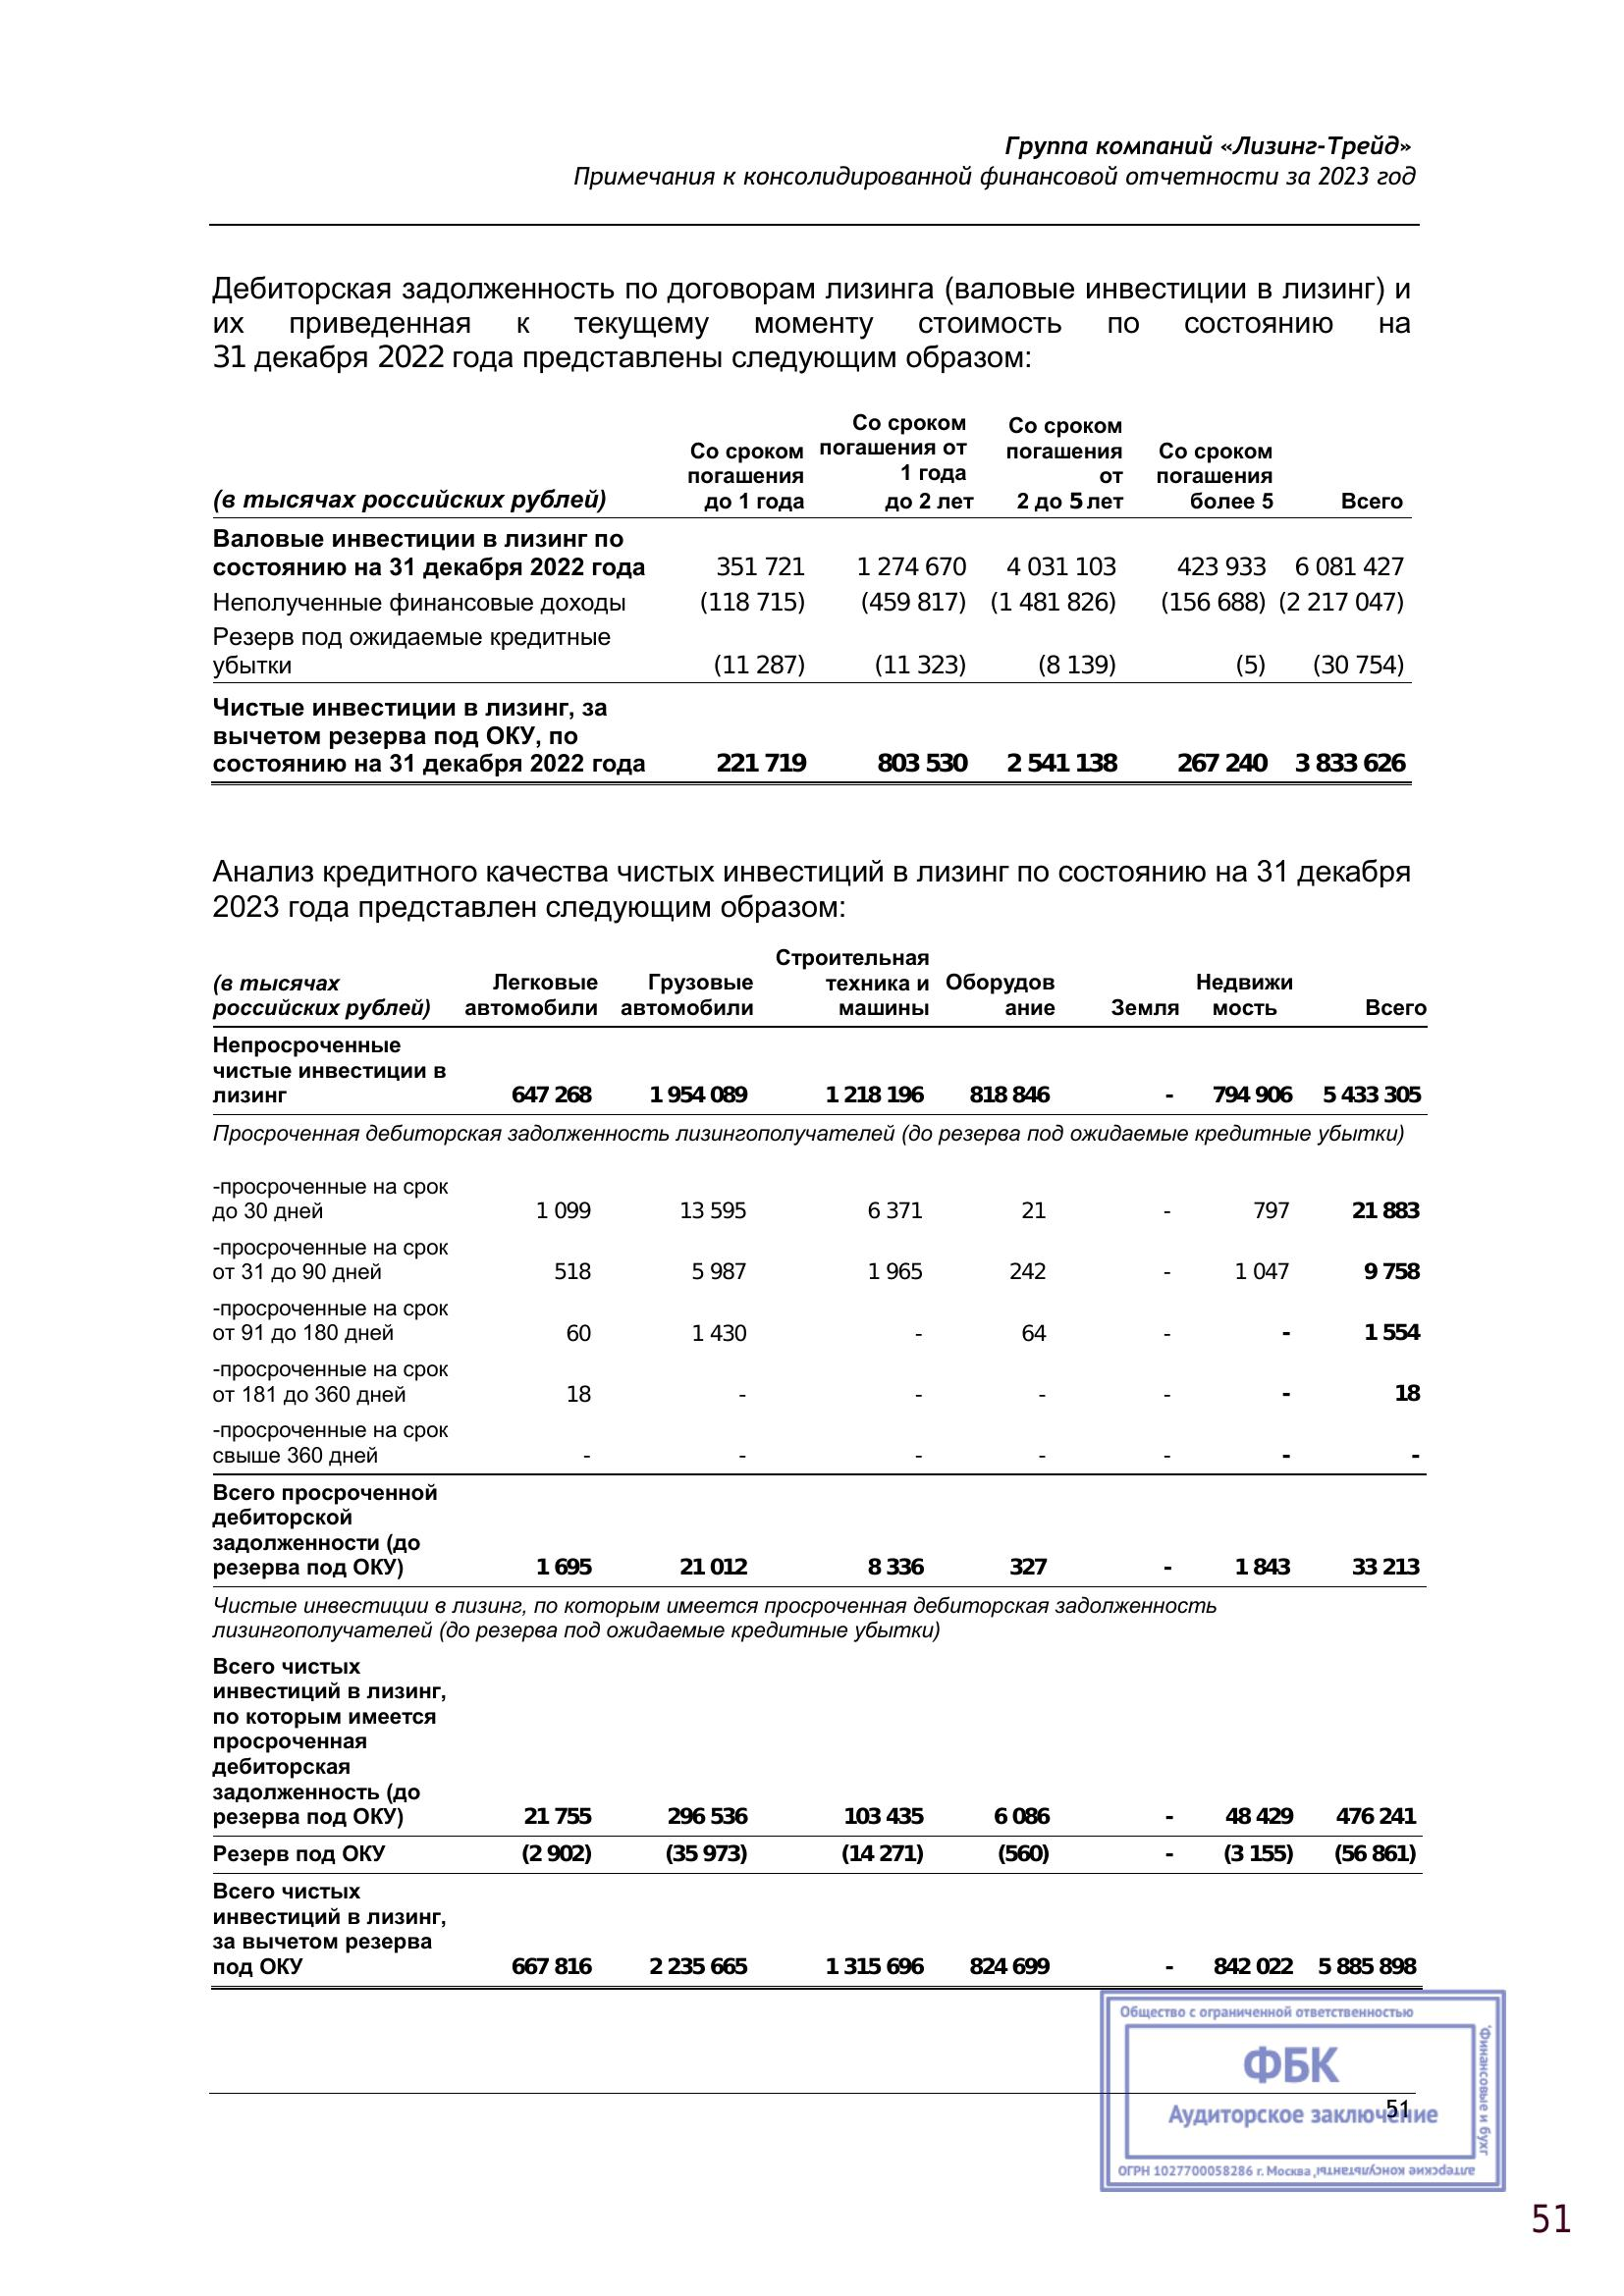 Группа компаний «Лизинг-Трейд»
Примечания к консолидированной финансовой отчетности за 2023 год
Дебиторская задолженность по договорам лизинга (валовые инвестиции в лизинг) и
их приведенная к текущему моменту стоимость по состоянию на
31 декабря 2022 года представлены следующим образом:
(в тысячах российских рублей) Со сроком погашения до 1 года Со сроком погашения от 1 года до 2 лет Со сроком погашения от 2 до 5 лет Со сроком погашения более 5 Всего
Валовые инвестиции в лизинг по
состоянию на 31 декабря 2022 года 351 721 1 274 670 4 031 103 423 933 6 081 427
Неполученные финансовые доходы (118 715) (459 817) (1 481 826) (156 688) (2 217 047)
Резерв под ожидаемые кредитные
убытки (11 287) (11 323) (8 139) (5) (30 754)
Чистые инвестиции в лизинг, за
вычетом резерва под ОКУ, по
состоянию на 31 декабря 2022 года 221 719 803 530 2 541 138 267 240 3 833 626
Анализ кредитного качества чистых инвестиций в лизинг по состоянию на 31 декабря
2023 года представлен следующим образом:
(в тысячах российских рублей) Легковые автомобили Грузовые автомобили Строительная техника и машины Оборудов ание Земля Недвижи мость Всего
Непросроченные
чистые инвестиции в
лизинг 647 268 1 954 089 1 218 196 818 846 - 794 906 5 433 305
Просроченная дебиторская задолженность лизингополучателей (до резерва под ожидаемые кредитные убытки)
-просроченные на срок
до 30 дней 1 099 13 595 6 371 21 - 797 21 883
-просроченные на срок
от 31 до 90 дней 518 5 987 1 965 242 - 1 047 9 758
-просроченные на срок
от 91 до 180 дней 60 1 430 - 64 - - 1 554
-просроченные на срок
от 181 до 360 дней 18 - - - - - 18
-просроченные на срок
свыше 360 дней - - - - - - -
Всего просроченной
дебиторской
задолженности (до
резерва под ОКУ) 1 695 21 012 8 336 327 - 1 843 33 213
Чистые инвестиции в лизинг, по которым имеется просроченная дебиторская задолженность
лизингополучателей (до резерва под ожидаемые кредитные убытки)
Всего чистых
инвестиций в лизинг,
по которым имеется
просроченная
дебиторская
задолженность (до
резерва под ОКУ) 21 755 296 536 103 435 6 086 - 48 429 476 241
Резерв под ОКУ (2 902) (35 973) (14 271) (560) - (3 155) (56 861)
Всего чистых
инвестиций в лизинг,
за вычетом резерва
под ОКУ 667 816 2 235 665 1 315 696 824 699 - 842 022 5 885 898
Общество с ограниченной ответственностью
"Финансовые и бухг
алтерские консультанты"
ФБК
Аудиторское заключение
ОГРН 1027700058286 г. Москва
51
51